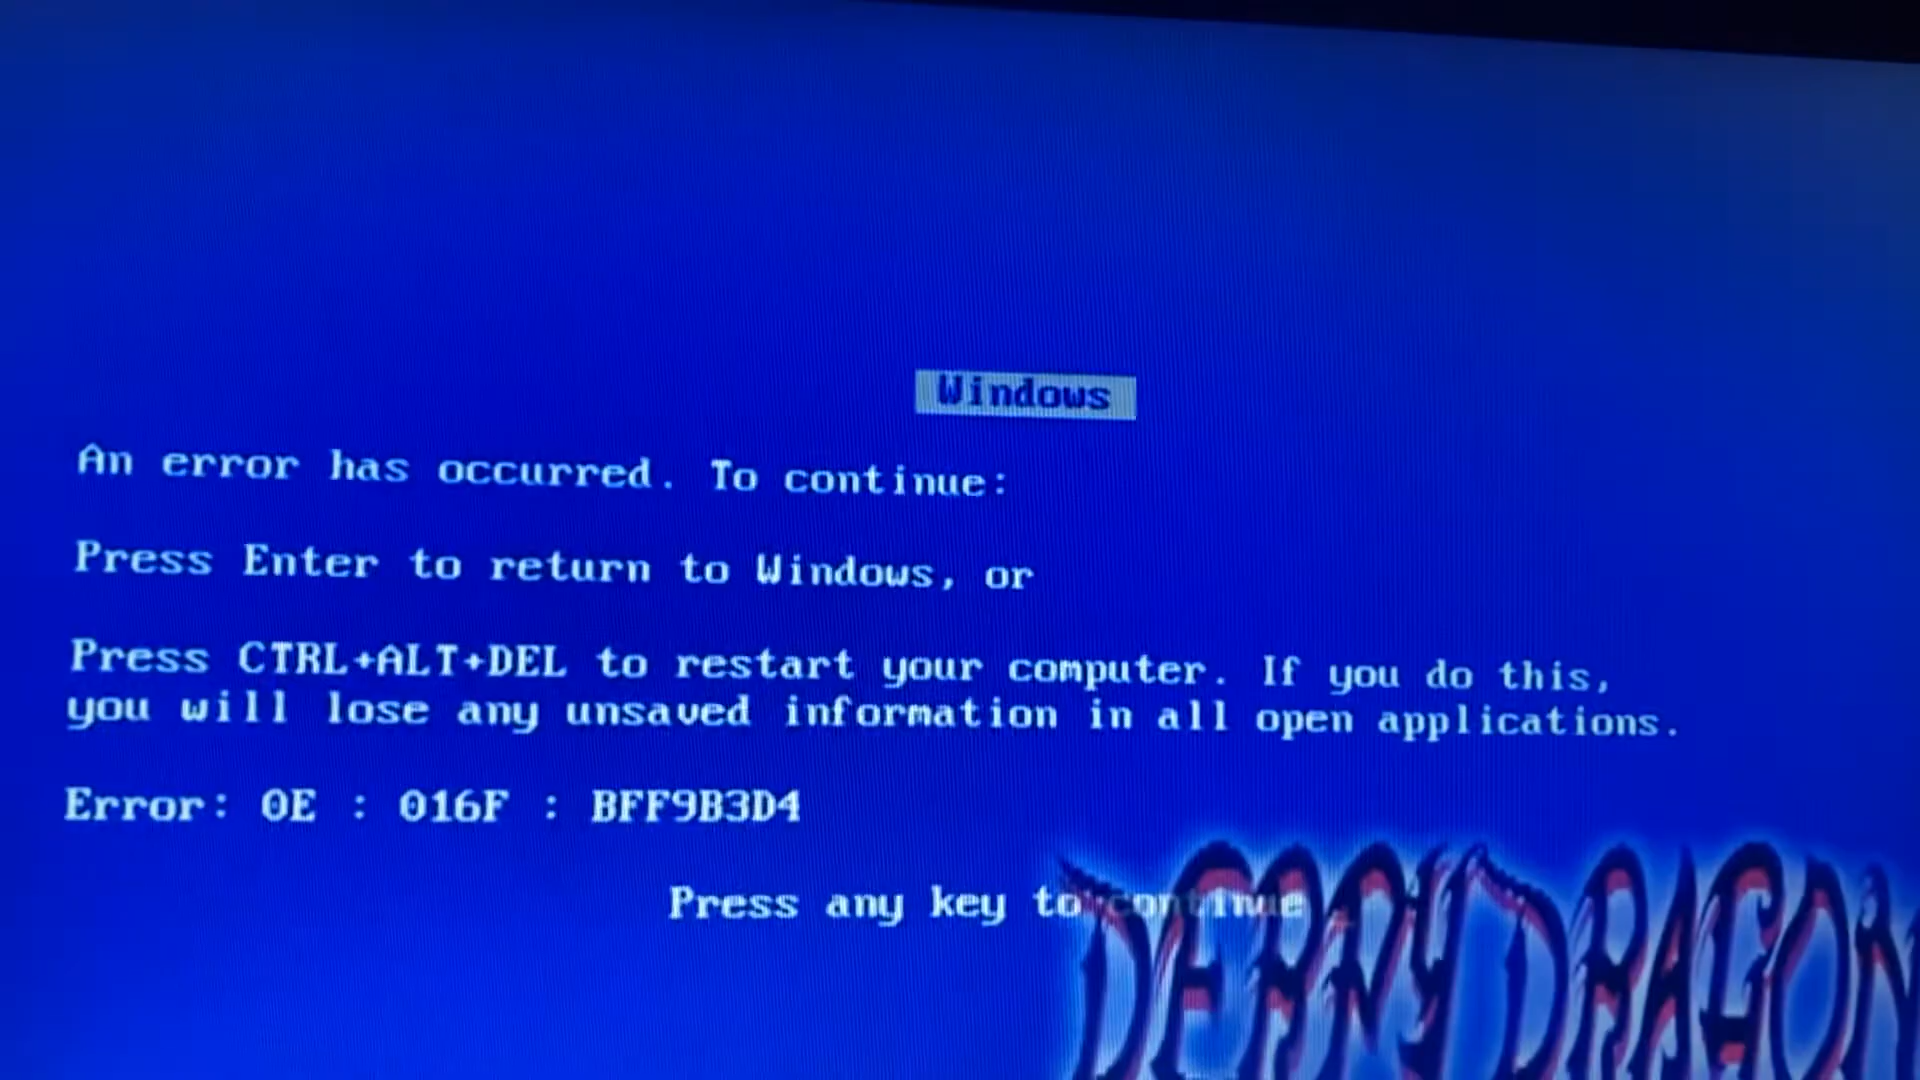 Windows
An error has occurred. To continue:
Press Enter to return to Windows, or
Press CTRL+ALT+DEL to restart your computer. If you do this,
you will lose any unsaved information in all open applications.
Error: 0E : 016F : BFF9B3D4
Press any key to continue _
DERPY DRAGON